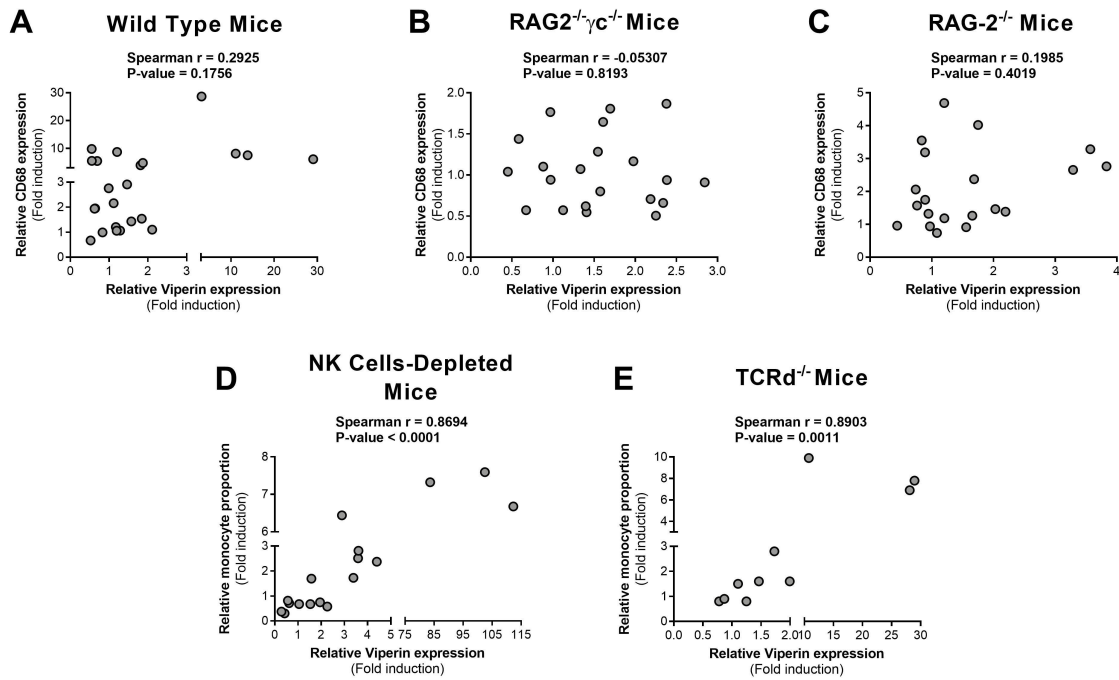 A
Wild Type Mice
Spearman r = 0.2925
P-value = 0.1756
Relative CD68 expression
(Fold induction)
30
20
10
3
2
1
0
0 1 2 3 10 20 30
Relative Viperin expression
(Fold induction)
B
RAG2-/-γc-/- Mice
Spearman r = -0.05307
P-value = 0.8193
Relative CD68 expression
(Fold induction)
2.0
1.5
1.0
0.5
0.0
0.0 0.5 1.0 1.5 2.0 2.5 3.0
Relative Viperin expression
(Fold induction)
C
RAG-2-/- Mice
Spearman r = 0.1985
P-value = 0.4019
Relative CD68 expression
(Fold induction)
5
4
3
2
1
0
0 1 2 3 4
Relative Viperin expression
(Fold induction)
D
NK Cells-Depleted
Mice
Spearman r = 0.8694
P-value < 0.0001
Relative monocyte proportion
(Fold induction)
8
7
6
3
2
1
0
0 1 2 3 4 5 75 85 95 105 115
Relative Viperin expression
(Fold induction)
E
TCRd-/- Mice
Spearman r = 0.8903
P-value = 0.0011
Relative monocyte proportion
(Fold induction)
10
8
6
4
3
2
1
0
0.0 0.5 1.0 1.5 2.0 10 20 30
Relative Viperin expression
(Fold induction)